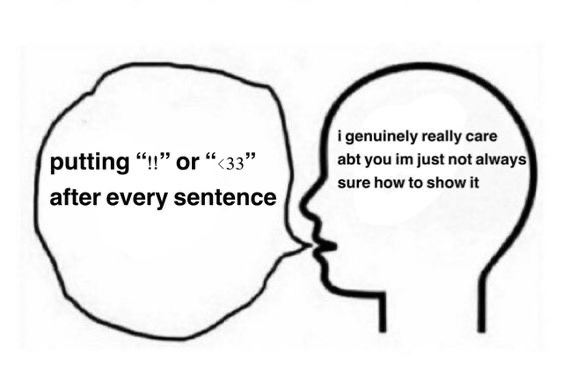 putting “!!” or “<33”
after every sentence
i genuinely really care
abt you im just not always
sure how to show it